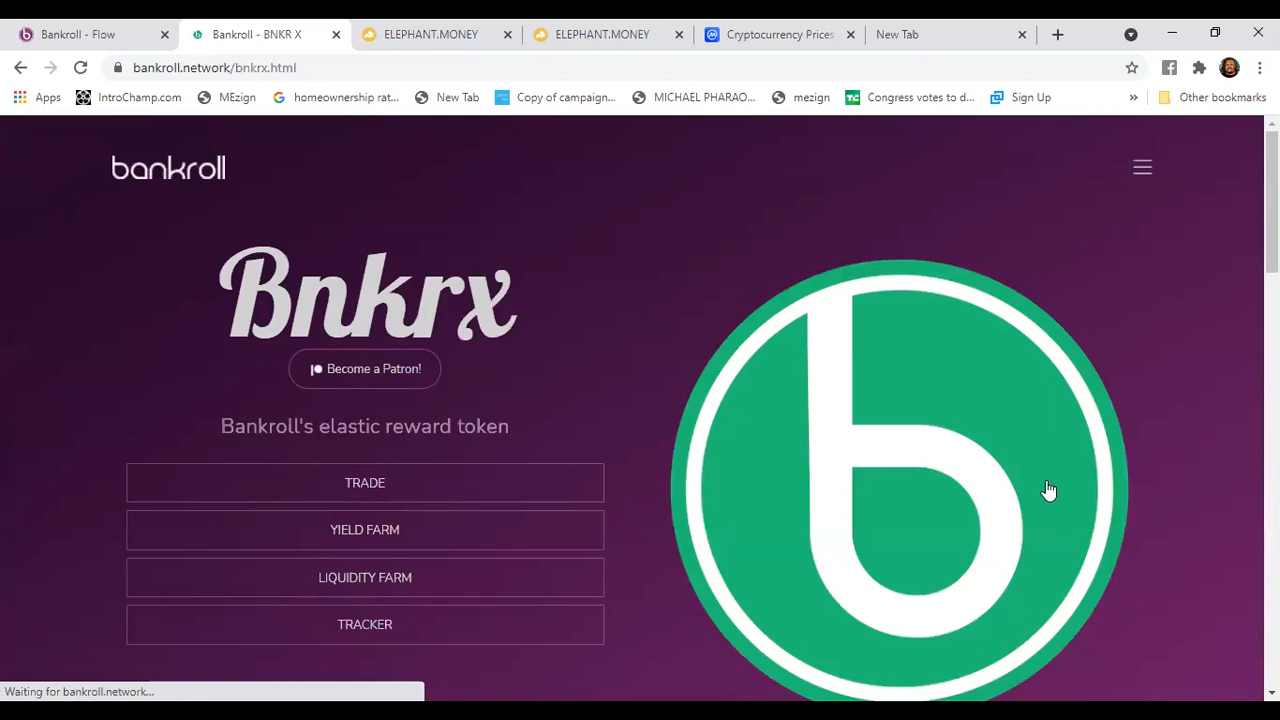 Bankroll - Flow
Bankroll - BNKR X
ELEPHANT.MONEY
ELEPHANT.MONEY
Cryptocurrency Prices
New Tab
bankroll.network/bnkrx.html
Apps
IntroChamp.com
MEzign
homeownership rat...
New Tab
Copy of campaign...
MICHAEL PHARAO...
mezign
Congress votes to d...
Sign Up
Other bookmarks
bankroll
Bnkrx
Become a Patron!
Bankroll's elastic reward token
TRADE
YIELD FARM
LIQUIDITY FARM
TRACKER
Waiting for bankroll.network...